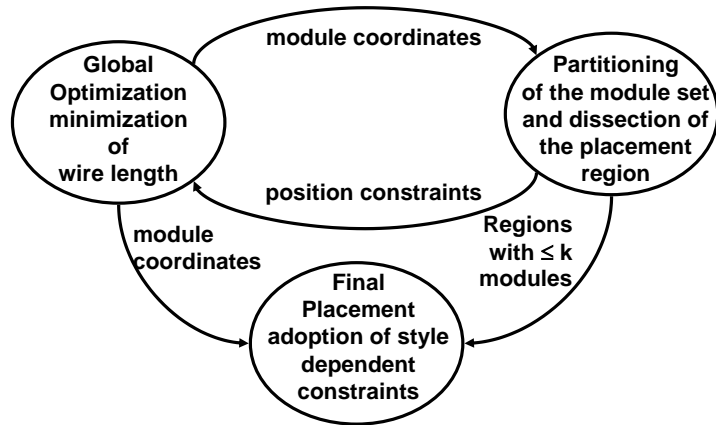 module coordinates
Global
Optimization
minimization
of
wire length
Partitioning
of the module set
and dissection of
the placement
region
position constraints
module
coordinates
Regions
with ≤ k
modules
Final
Placement
adoption of style
dependent
constraints